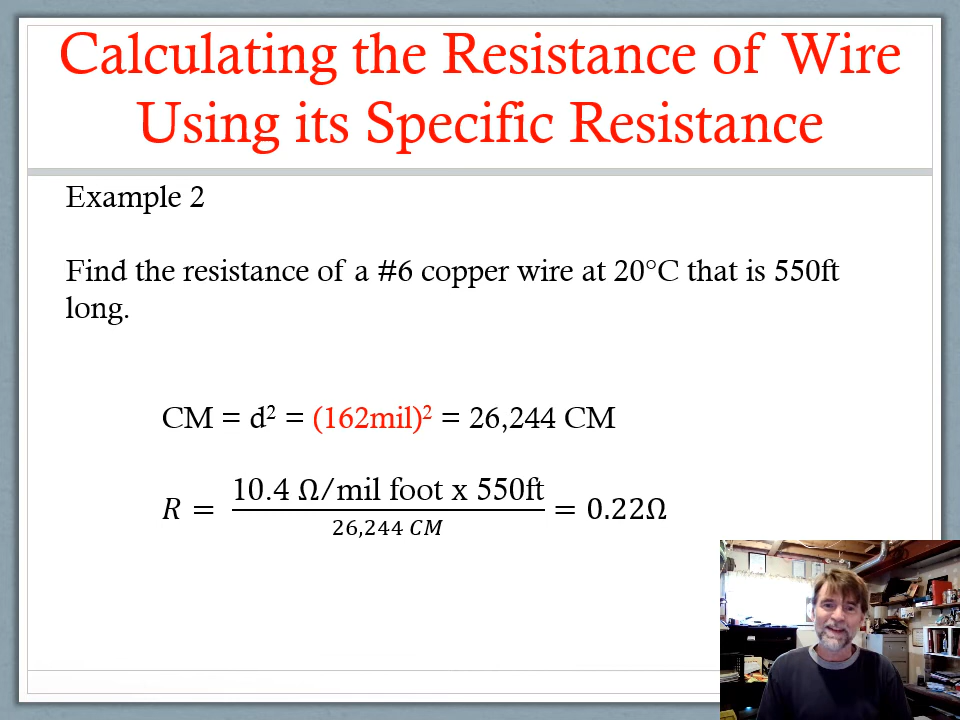 Calculating the Resistance of Wire
Using its Specific Resistance
Example 2
Find the resistance of a #6 copper wire at 20°C that is 550ft
long.
CM = d² = (162mil)² = 26,244 CM
R = 10.4 Ω/mil foot x 550ft / 26,244 CM = 0.22Ω